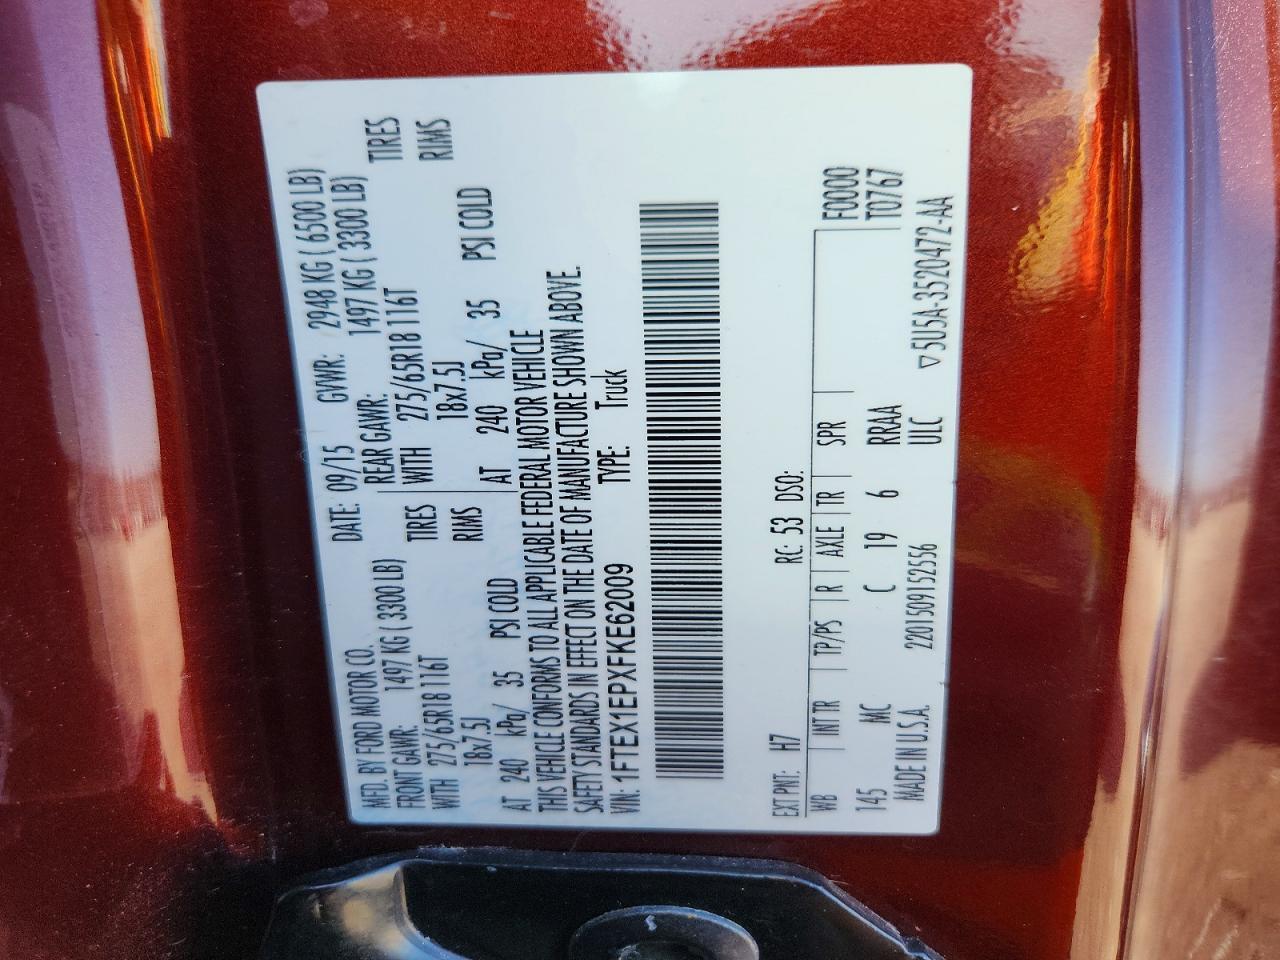 MFD. BY FORD MOTOR CO. DATE: 09/15 GVWR: 2948 KG ( 6500 LB)
FRONT GAWR: 1497 KG ( 3300 LB) REAR GAWR: 1497 KG ( 3300 LB)
WITH 275/65R18 116T TIRES WITH 275/65R18 116T TIRES
18x7.5J RIMS 18x7.5J RIMS
AT 240 kPa/ 35 PSI COLD AT 240 kPa/ 35 PSI COLD
THIS VEHICLE CONFORMS TO ALL APPLICABLE FEDERAL MOTOR VEHICLE
SAFETY STANDARDS IN EFFECT ON THE DATE OF MANUFACTURE SHOWN ABOVE.
VIN: 1FTEX1EPXFKE62009 TYPE: Truck
EXT PNT: H7 RC: 53 DSO:
WB INT TR TP/PS R AXLE TR SPR F0000
145 MC C 19 6 RRAA T0767
MADE IN U.S.A. 2201509152556 ULC ▽5U5A-3520472-AA